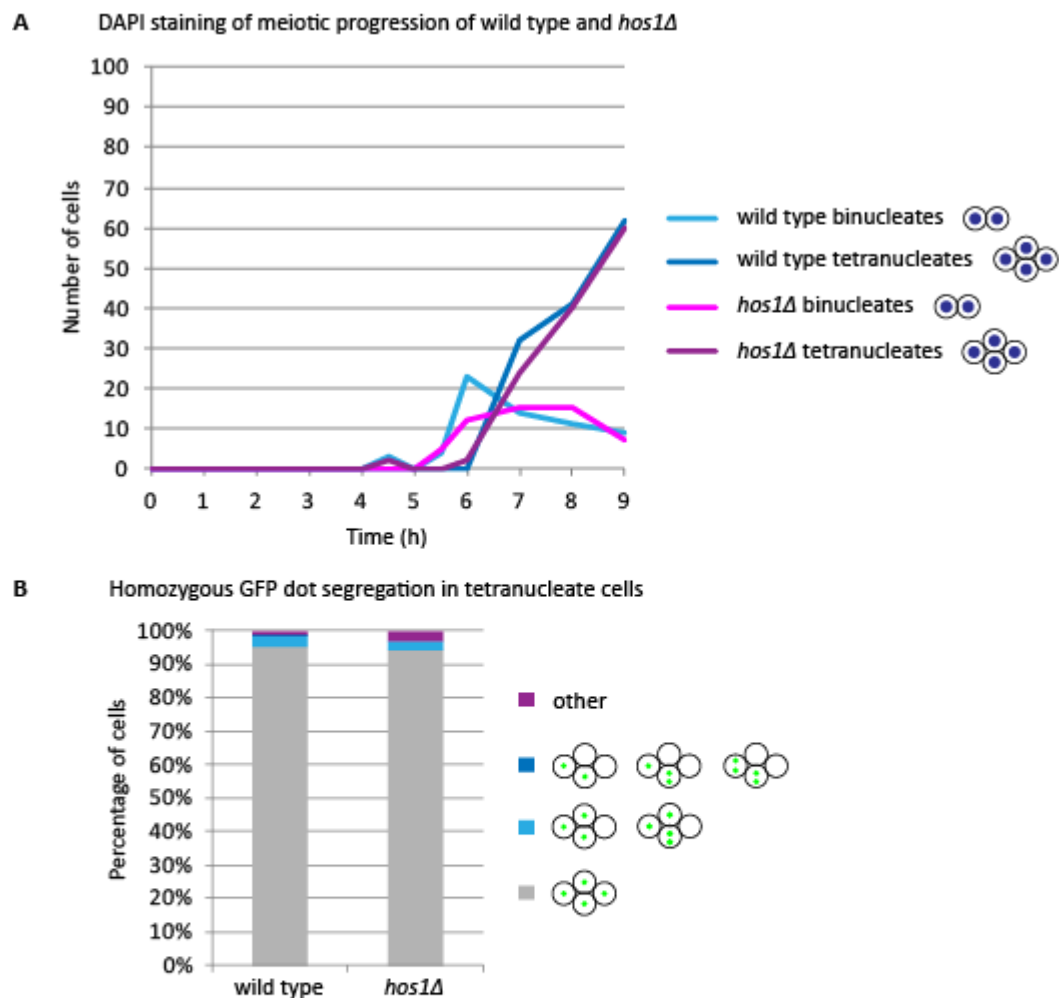 A DAPI staining of meiotic progression of wild type and hos1Δ
100
90
80
70
60
50
40
30
20
10
0
Number of cells
0 1 2 3 4 5 6 7 8 9
Time (h)
wild type binucleates
wild type tetranucleates
hos1Δ binucleates
hos1Δ tetranucleates
B Homozygous GFP dot segregation in tetranucleate cells
100%
90%
80%
70%
60%
50%
40%
30%
20%
10%
0%
Percentage of cells
wild type hos1Δ
other